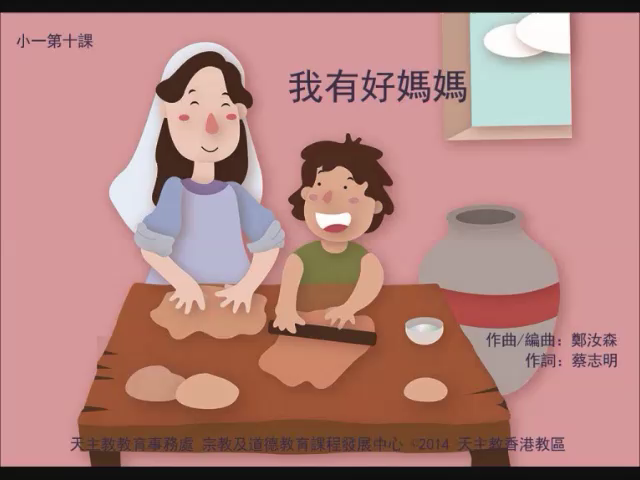 小一第十課
我有好媽媽
作曲/編曲：鄭汝森
作詞：蔡志明
天主教教育事務處 宗教及道德教育課程發展中心 ©2014 天主教香港教區